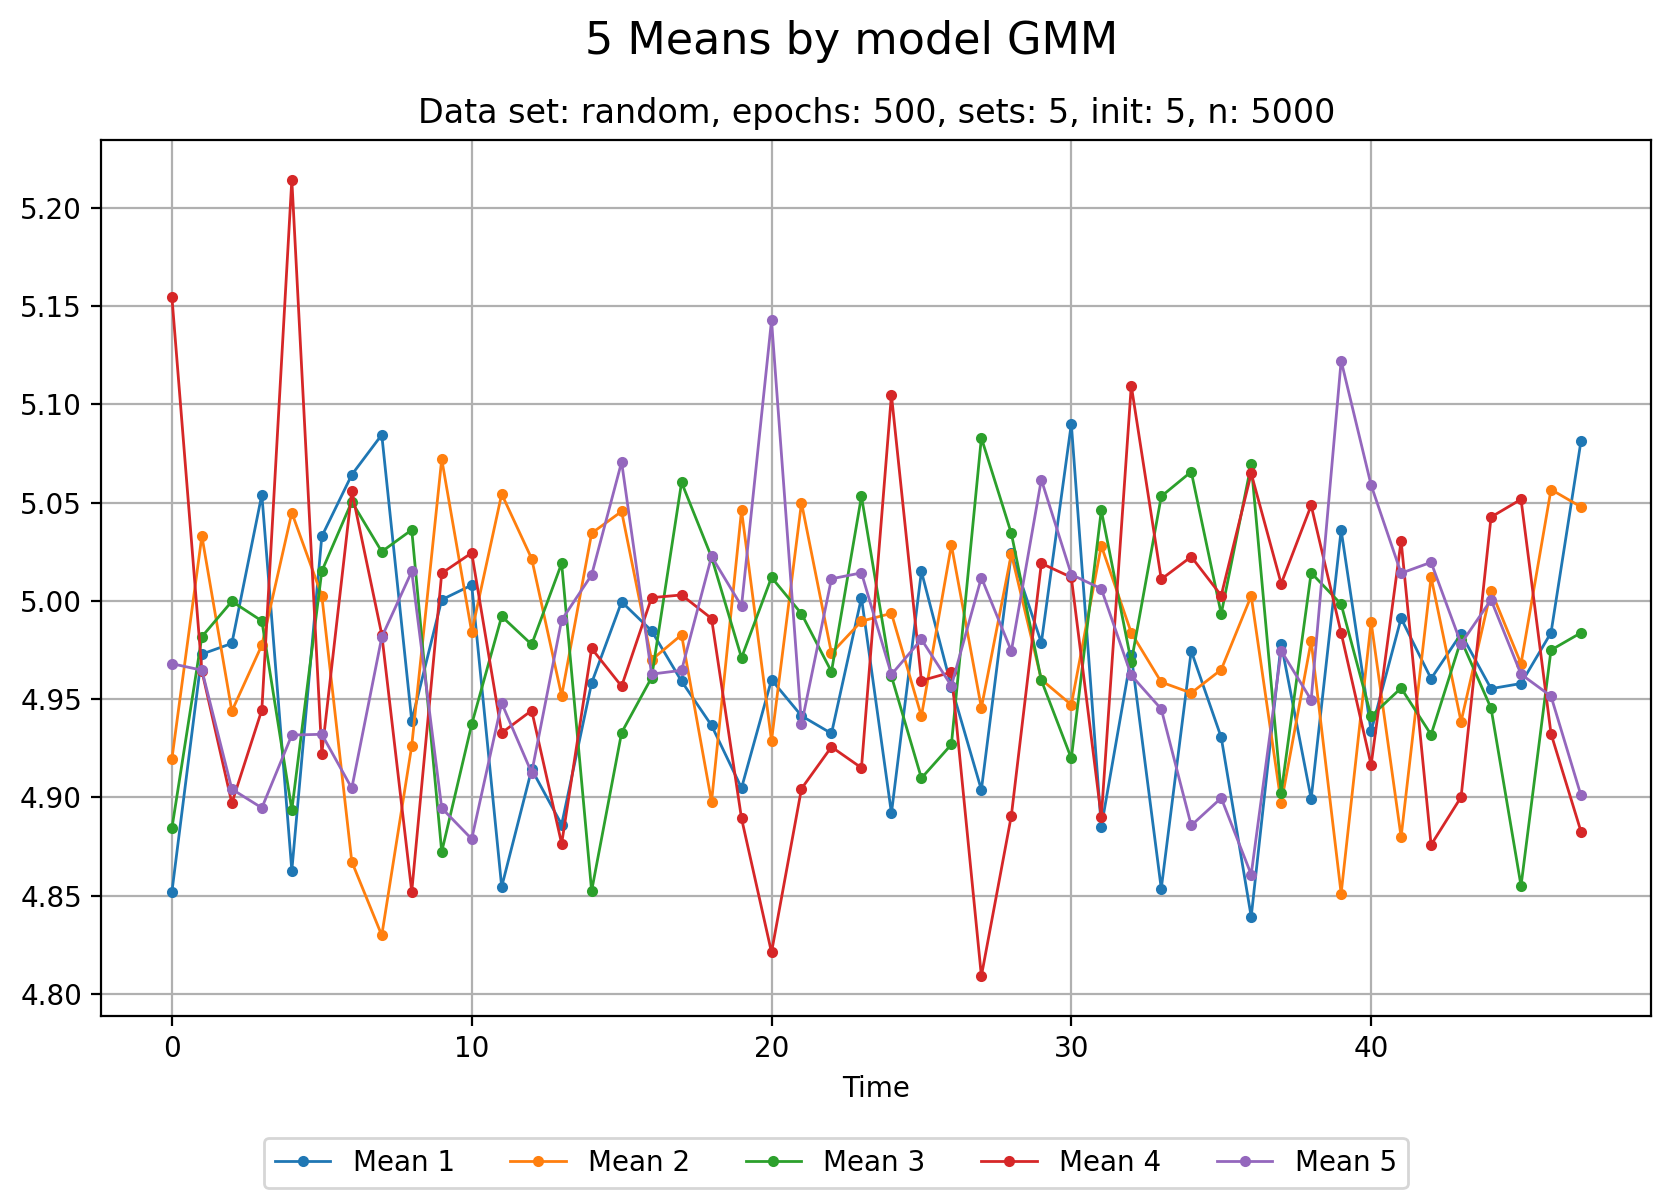 5 Means by model GMM
Data set: random, epochs: 500, sets: 5, init: 5, n: 5000
5.20
5.15
5.10
5.05
5.00
4.95
4.90
4.85
4.80
0 10 20 30 40
Time
Mean 1 Mean 2 Mean 3 Mean 4 Mean 5